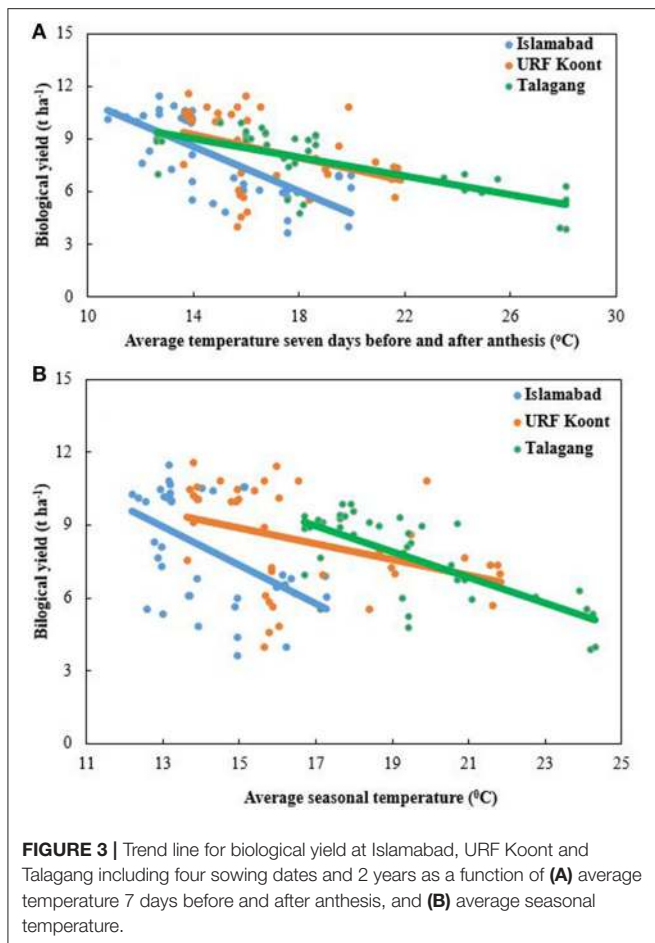 A
15
12
9
6
3
0
Biological yield (t ha⁻¹)
Islamabad
URF Koont
Talagang
10 14 18 22 26 30
Average temperature seven days before and after anthesis (°C)
B
15
12
9
6
3
0
Bilogical yield (t ha⁻¹)
Islamabad
URF Koont
Talagang
11 13 15 17 19 21 23 25
Average seasonal temperature (⁰C)
FIGURE 3 | Trend line for biological yield at Islamabad, URF Koont and
Talagang including four sowing dates and 2 years as a function of (A) average
temperature 7 days before and after anthesis, and (B) average seasonal
temperature.